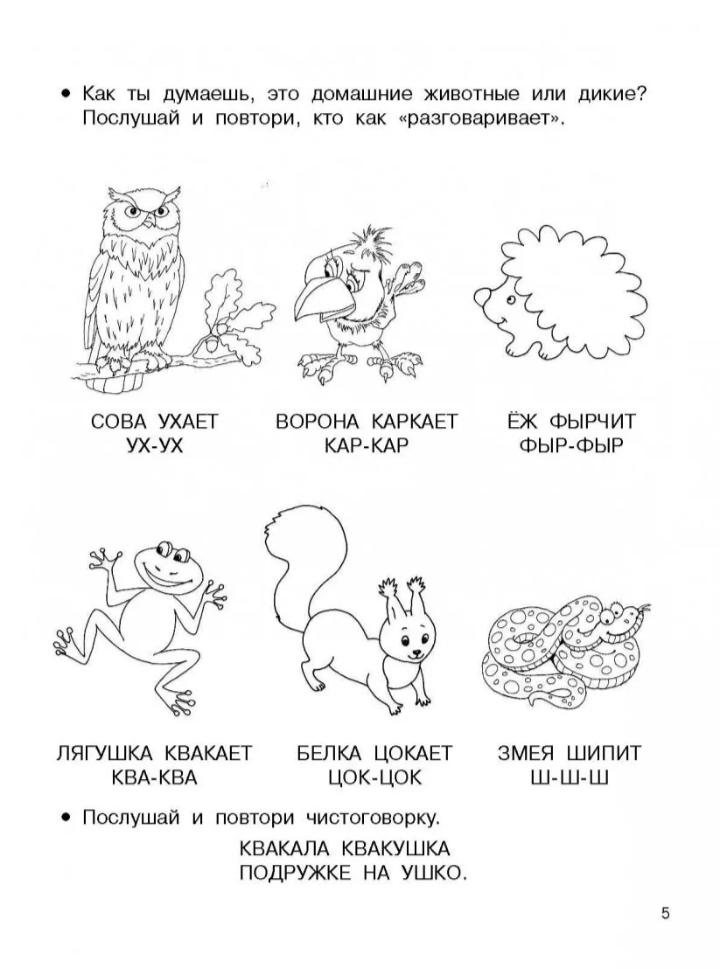 • Как ты думаешь, это домашние животные или дикие?
Послушай и повтори, кто как «разговаривает».
СОВА УХАЕТ
УХ-УХ
ВОРОНА КАРКАЕТ
КАР-КАР
ЁЖ ФЫРЧИТ
ФЫР-ФЫР
ЛЯГУШКА КВАКАЕТ
КВА-КВА
БЕЛКА ЦОКАЕТ
ЦОК-ЦОК
ЗМЕЯ ШИПИТ
Ш-Ш-Ш
• Послушай и повтори чистоговорку.
КВАКАЛА КВАКУШКА
ПОДРУЖКЕ НА УШКО.
5